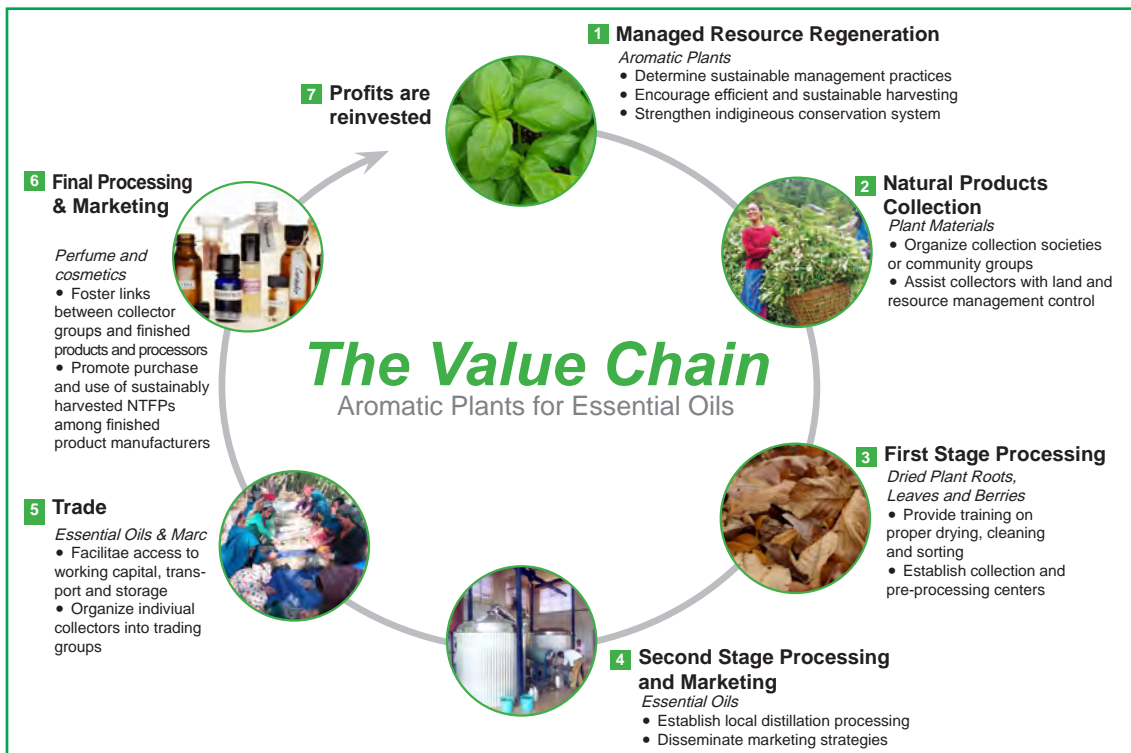 1 Managed Resource Regeneration
Aromatic Plants
• Determine sustainable management practices
• Encourage efficient and sustainable harvesting
• Strengthen indigineous conservation system
2 Natural Products
Collection
Plant Materials
• Organize collection societies
or community groups
• Assist collectors with land and
resource management control
3 First Stage Processing
Dried Plant Roots,
Leaves and Berries
• Provide training on
proper drying, cleaning
and sorting
• Establish collection and
pre-processing centers
4 Second Stage Processing
and Marketing
Essential Oils
• Establish local distillation processing
• Disseminate marketing strategies
5 Trade
Essential Oils & Marc
• Facilitae access to
working capital, trans-
port and storage
• Organize indiviual
collectors into trading
groups
6 Final Processing
& Marketing
Perfume and
cosmetics
• Foster links
between collector
groups and finished
products and processors
• Promote purchase
and use of sustainably
harvested NTFPs
among finished
product manufacturers
7 Profits are
reinvested
The Value Chain
Aromatic Plants for Essential Oils